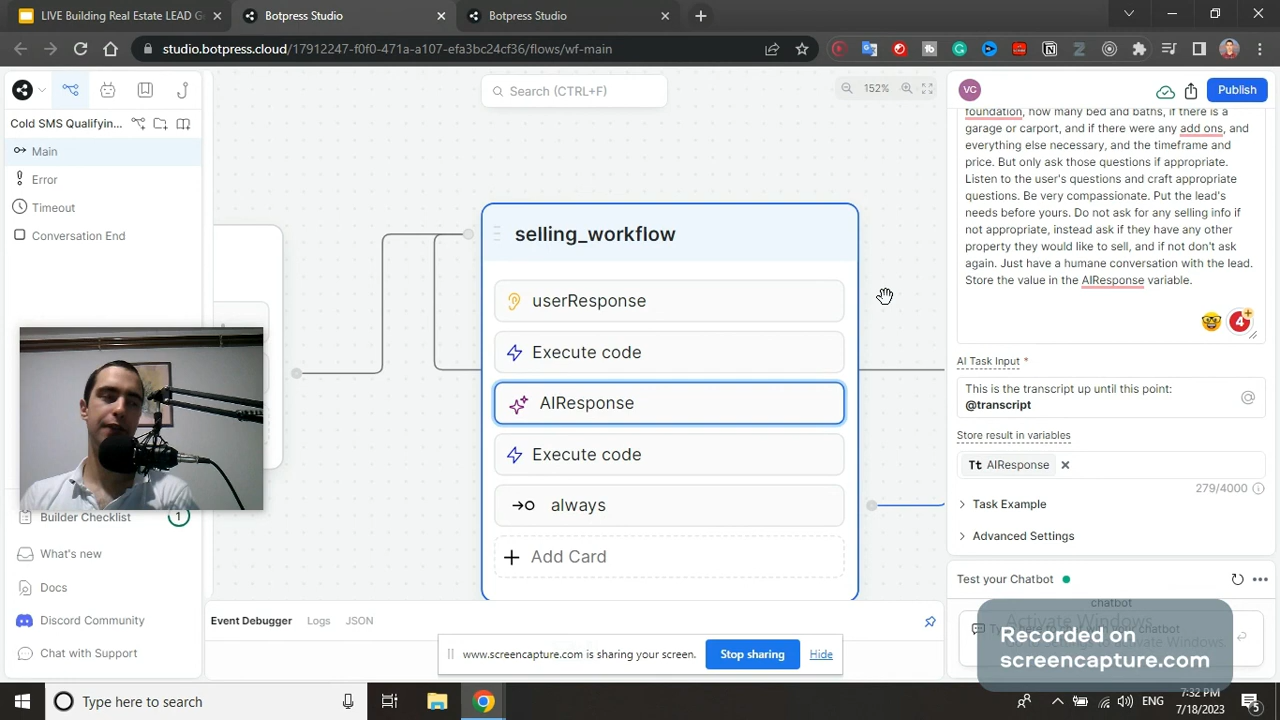 LIVE Building Real Estate LEAD G
Botpress Studio
Botpress Studio
studio.botpress.cloud/17912247-f0f0-471a-a107-efa3bc24cf36/flows/wf-main
Search (CTRL+F)
152%
VC
Publish
Cold SMS Qualifyin...
Main
Error
Timeout
Conversation End
Builder Checklist
1
What's new
Docs
Discord Community
Chat with Support
selling_workflow
userResponse
Execute code
AIResponse
Execute code
always
Add Card
foundation, how many bed and baths, if there is a
garage or carport, and if there were any add ons, and
everything else necessary, and the timeframe and
price. But only ask those questions if appropriate.
Listen to the user's questions and craft appropriate
questions. Be very compassionate. Put the lead's
needs before yours. Do not ask for any selling info if
not appropriate, instead ask if they have any other
property they would like to sell, and if not don't ask
again. Just have a humane conversation with the lead.
Store the value in the AIResponse variable.
4
AI Task Input *
This is the transcript up until this point:
@transcript
@
Store result in variables
Tt AIResponse
279/4000
Task Example
Advanced Settings
Test your Chatbot
chatbot
Activate Windows
Recorded on
screencapture.com
Event Debugger
Logs
JSON
www.screencapture.com is sharing your screen.
Stop sharing
Hide
Type here to search
ENG
7:32 PM
7/18/2023
5